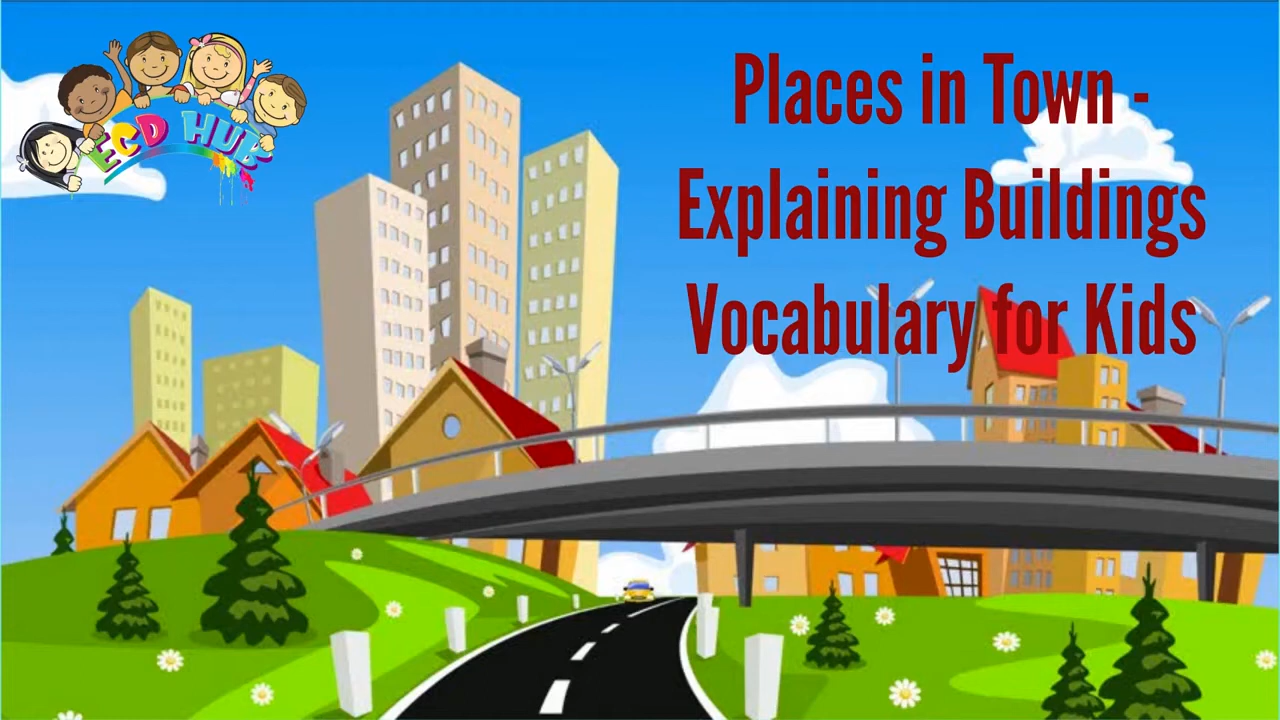 ECD HUB
Places in Town -
Explaining Buildings
Vocabulary for Kids